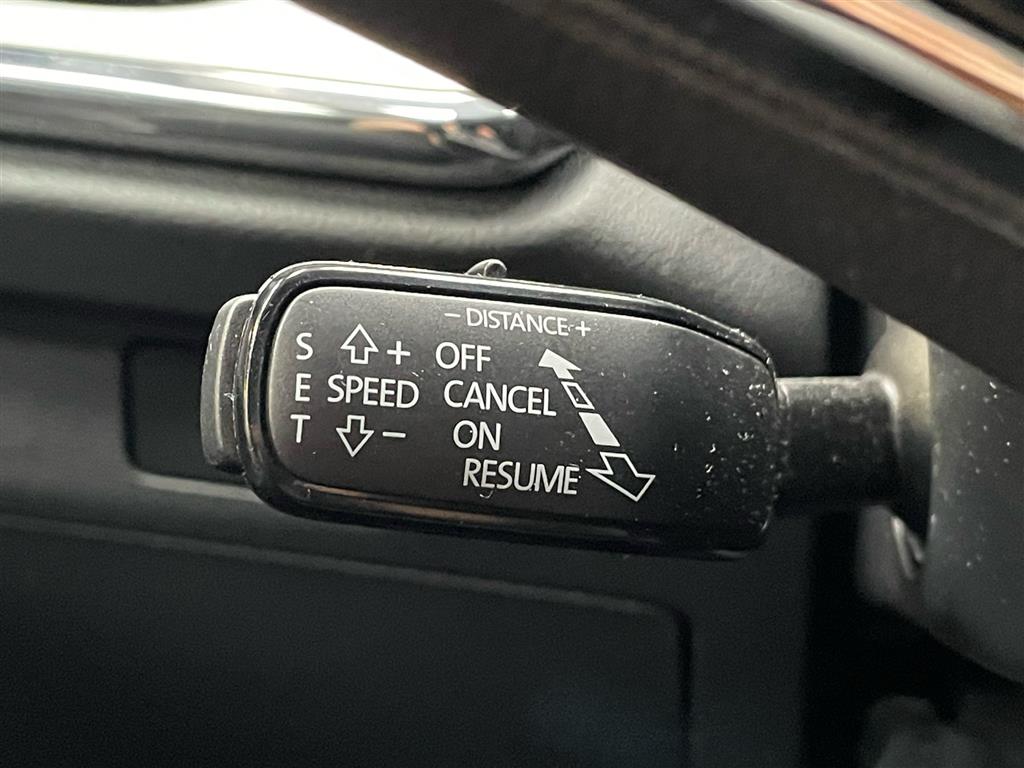 – DISTANCE +
S + OFF
E SPEED CANCEL
T – ON
RESUME